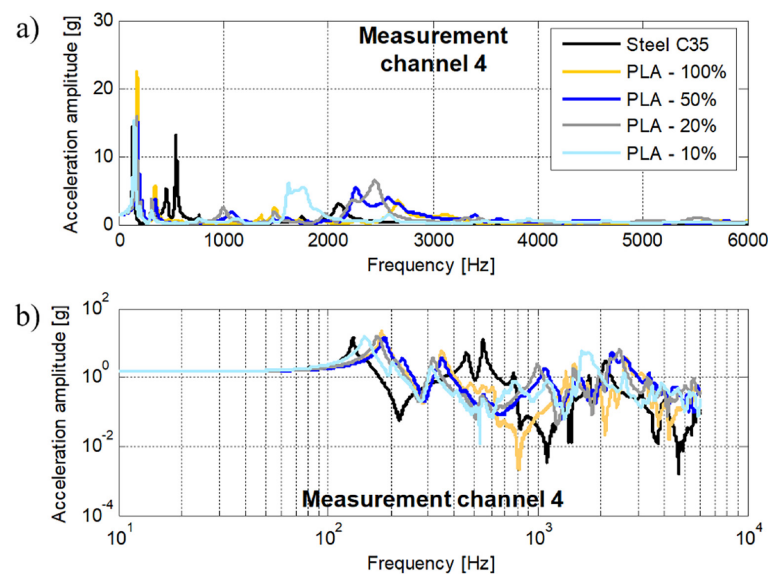 a)
Acceleration amplitude [g]
30
20
10
0
Measurement
channel 4
Steel C35
PLA - 100%
PLA - 50%
PLA - 20%
PLA - 10%
0 1000 2000 3000 4000 5000 6000
Frequency [Hz]
b)
Acceleration amplitude [g]
10^2
10^0
10^-2
10^-4
Measurement channel 4
10^1 10^2 10^3 10^4
Frequency [Hz]